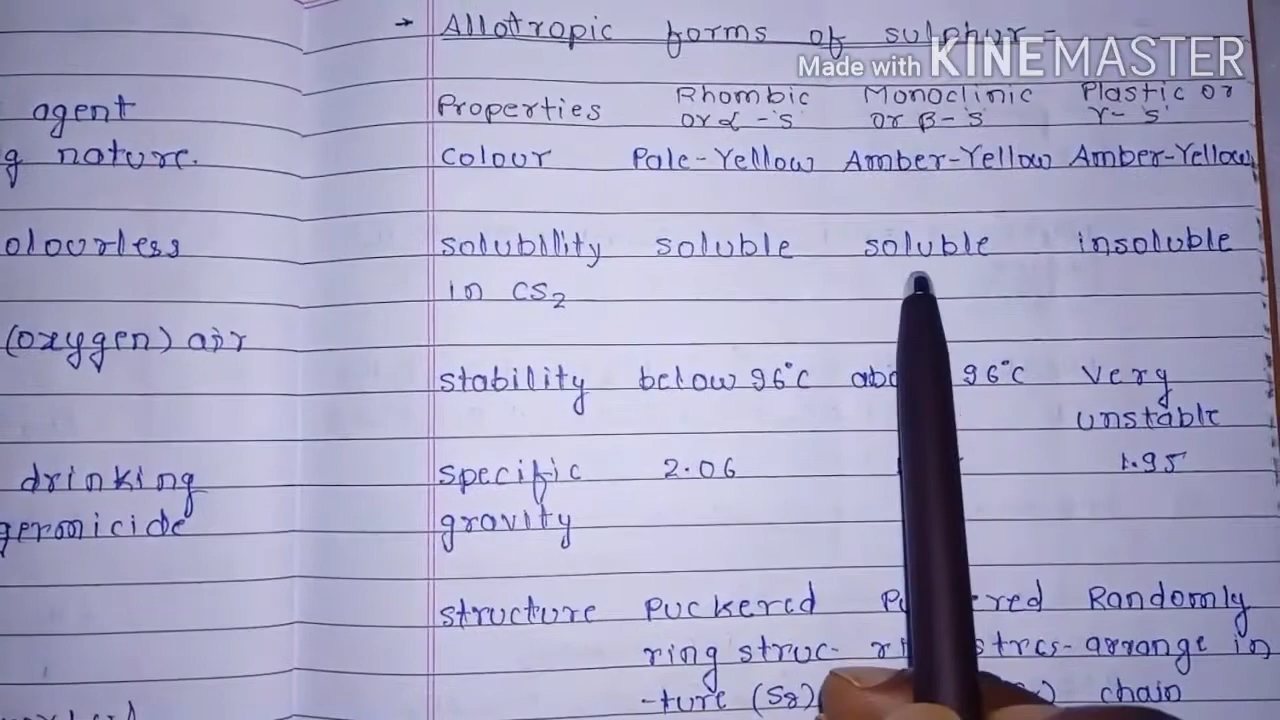 → Allotropic forms of sulphur -
Made with KINEMASTER
agent
g nature.
olourless
(oxygen) air
drinking
germicide
Properties Rhombic or α-'s' Monoclinic or β-'s' Plastic or γ-'s'
colour Pale-Yellow Amber-Yellow Amber-Yellow
solubility soluble soluble insoluble
in CS₂
stability below 96°c 96°c very
unstable
specific 2.06 1.95
gravity
structure Puckered Randomly
ring struc- arrange in
-ture (S8) chain